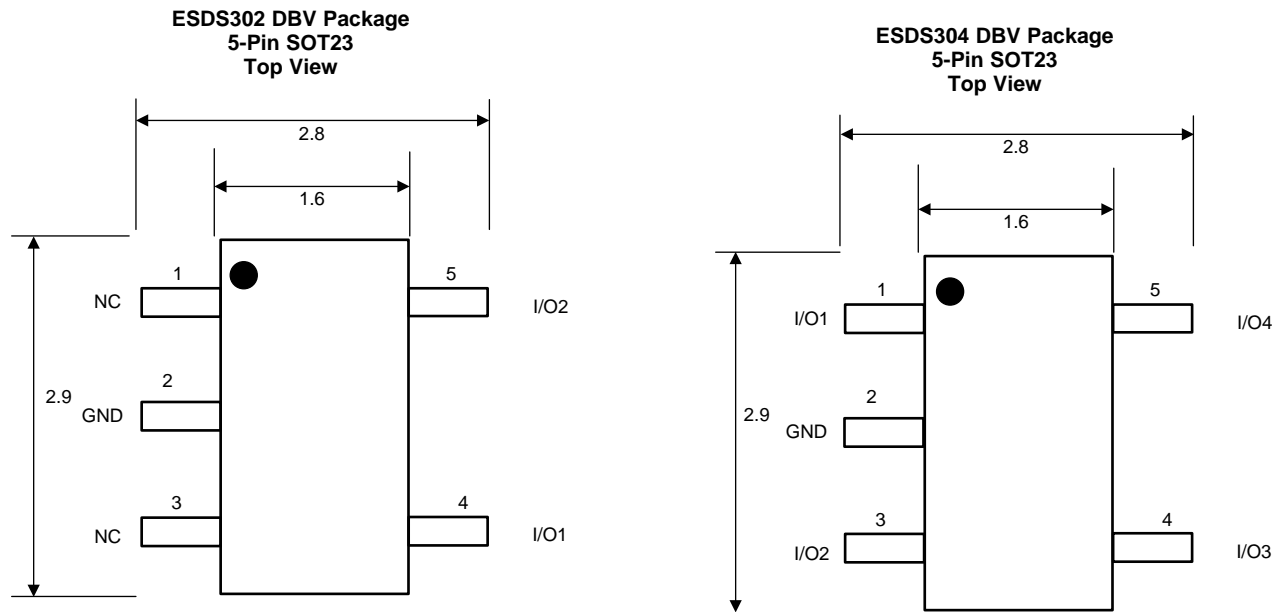 ESDS302 DBV Package
5-Pin SOT23
Top View
2.8
1.6
1
5
NC
I/O2
2
2.9
GND
3
4
NC
I/O1
ESDS304 DBV Package
5-Pin SOT23
Top View
2.8
1.6
1
5
I/O1
I/O4
2
2.9
GND
3
4
I/O2
I/O3